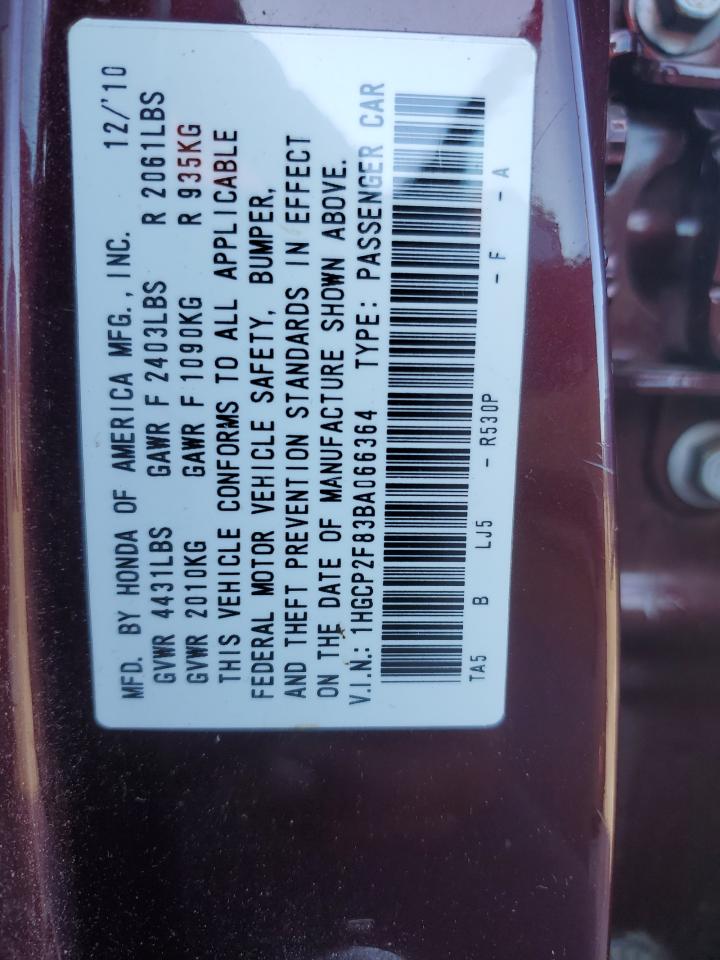 MFD. BY HONDA OF AMERICA MFG., INC. 12/'10
GVWR 4431LBS GAWR F 2403LBS R 2061LBS
GVWR 2010KG GAWR F 1090KG R 935KG
THIS VEHICLE CONFORMS TO ALL APPLICABLE
FEDERAL MOTOR VEHICLE SAFETY, BUMPER,
AND THEFT PREVENTION STANDARDS IN EFFECT
ON THE DATE OF MANUFACTURE SHOWN ABOVE.
V.I.N.: 1HGCP2F83BA066364 TYPE: PASSENGER CAR
TA5 B LJ5 - R530P - F - A